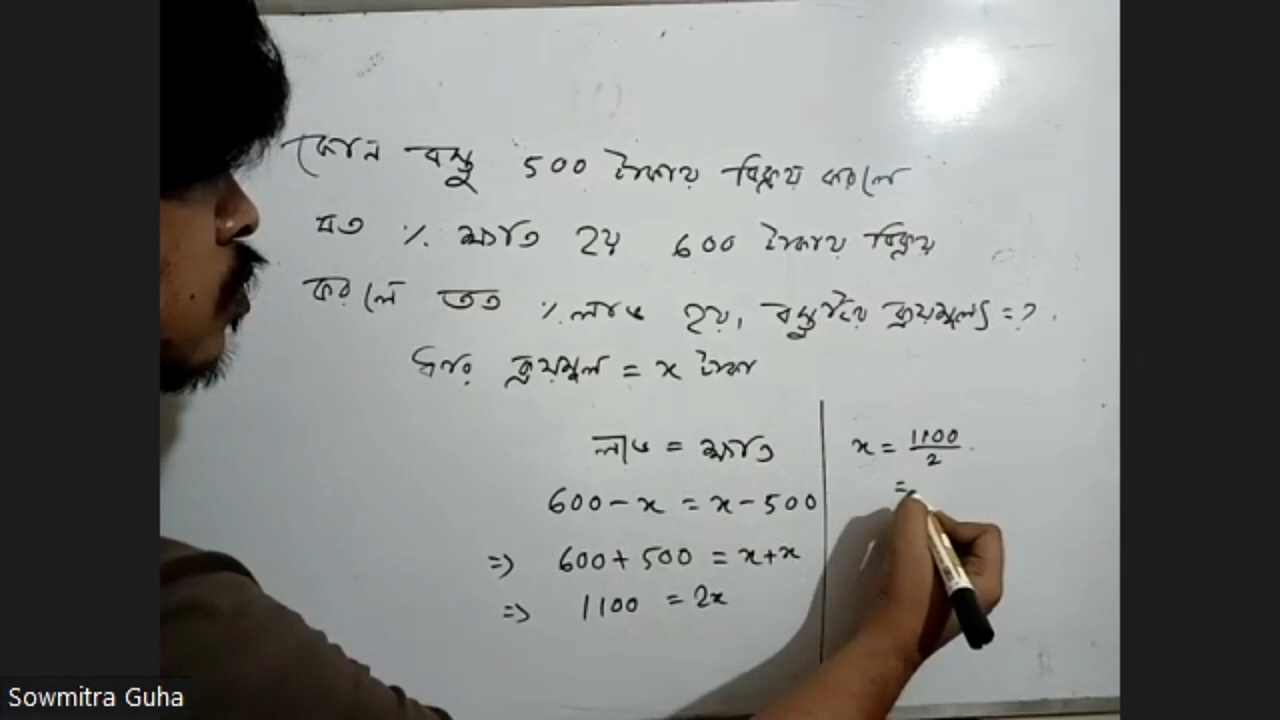 কোন বস্তু 500 টাকায় বিক্রয় করলে
যত % ক্ষতি হয় 600 টাকায় বিক্রয়
করলে তত % লাভ হয়, বস্তুটির ক্রয়মূল্য = ?
ধরি ক্রয়মূল্য = x টাকা
লাভ = ক্ষতি
600 - x = x - 500
=> 600 + 500 = x + x
=> 1100 = 2x
x = 1100/2
=
Sowmitra Guha